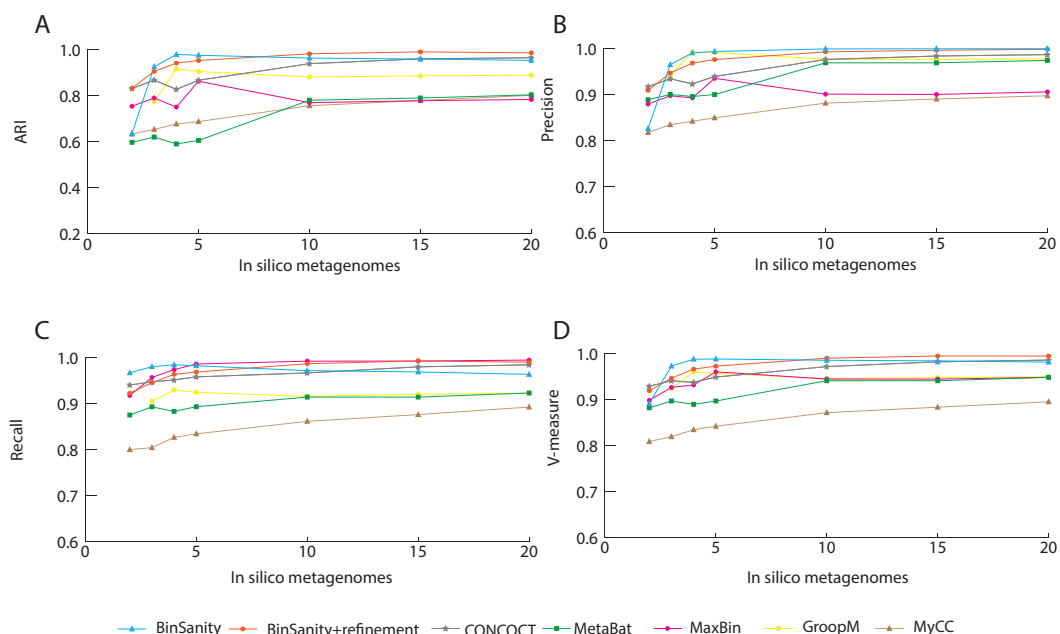 A
1.0
0.8
0.6
0.4
0.2
0 5 10 15 20
ARI
In silico metagenomes
B
1.0
0.9
0.8
0.7
0.6
0 5 10 15 20
Precision
In silico metagenomes
C
1.0
0.9
0.8
0.7
0.6
0 5 10 15 20
Recall
In silico metagenomes
D
1.0
0.9
0.8
0.7
0.6
0 5 10 15 20
V-measure
In silico metagenomes
BinSanity BinSanity+refinement CONCOCT MetaBat MaxBin GroopM MyCC